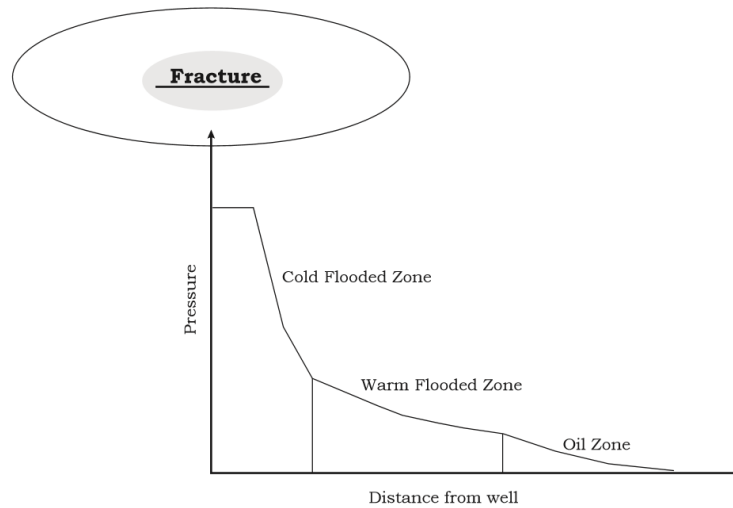 Fracture
Pressure
Cold Flooded Zone
Warm Flooded Zone
Oil Zone
Distance from well